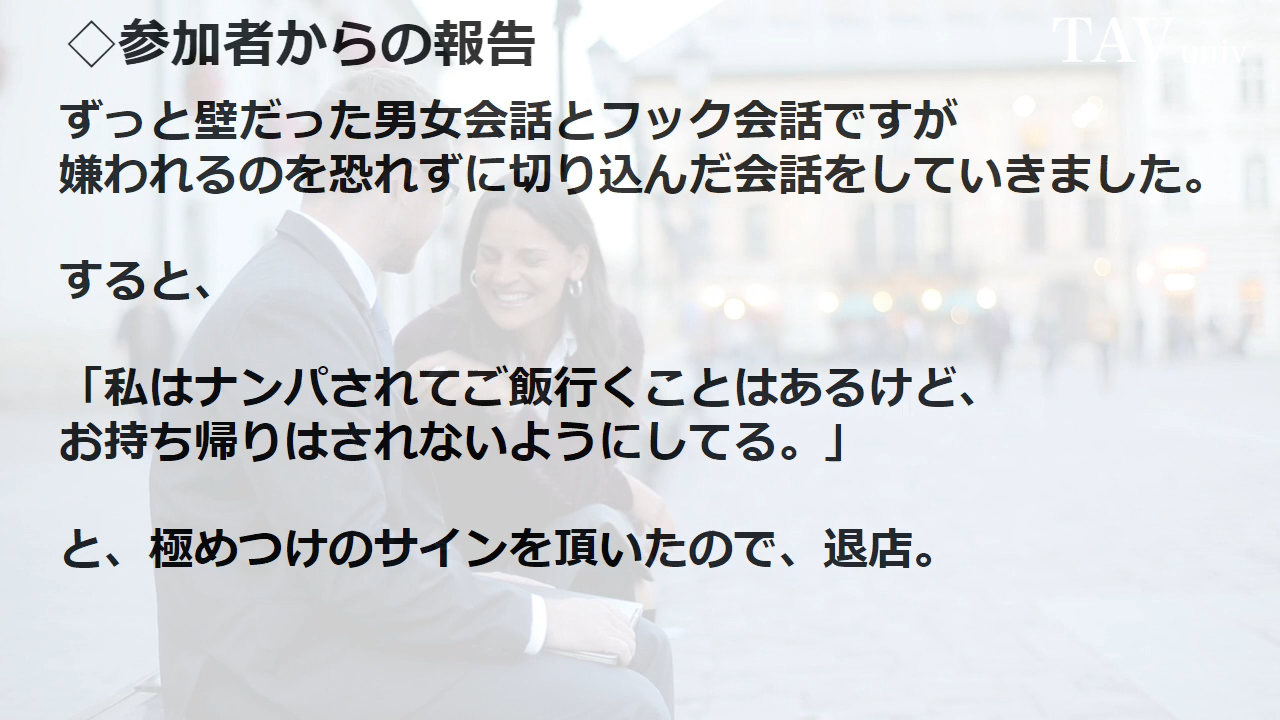 ◇参加者からの報告
TAV univ
ずっと壁だった男女会話とフック会話ですが
嫌われるのを恐れずに切り込んだ会話をしていきました。
すると、
「私はナンパされてご飯行くことはあるけど、
お持ち帰りはされないようにしてる。」
と、極めつけのサインを頂いたので、退店。